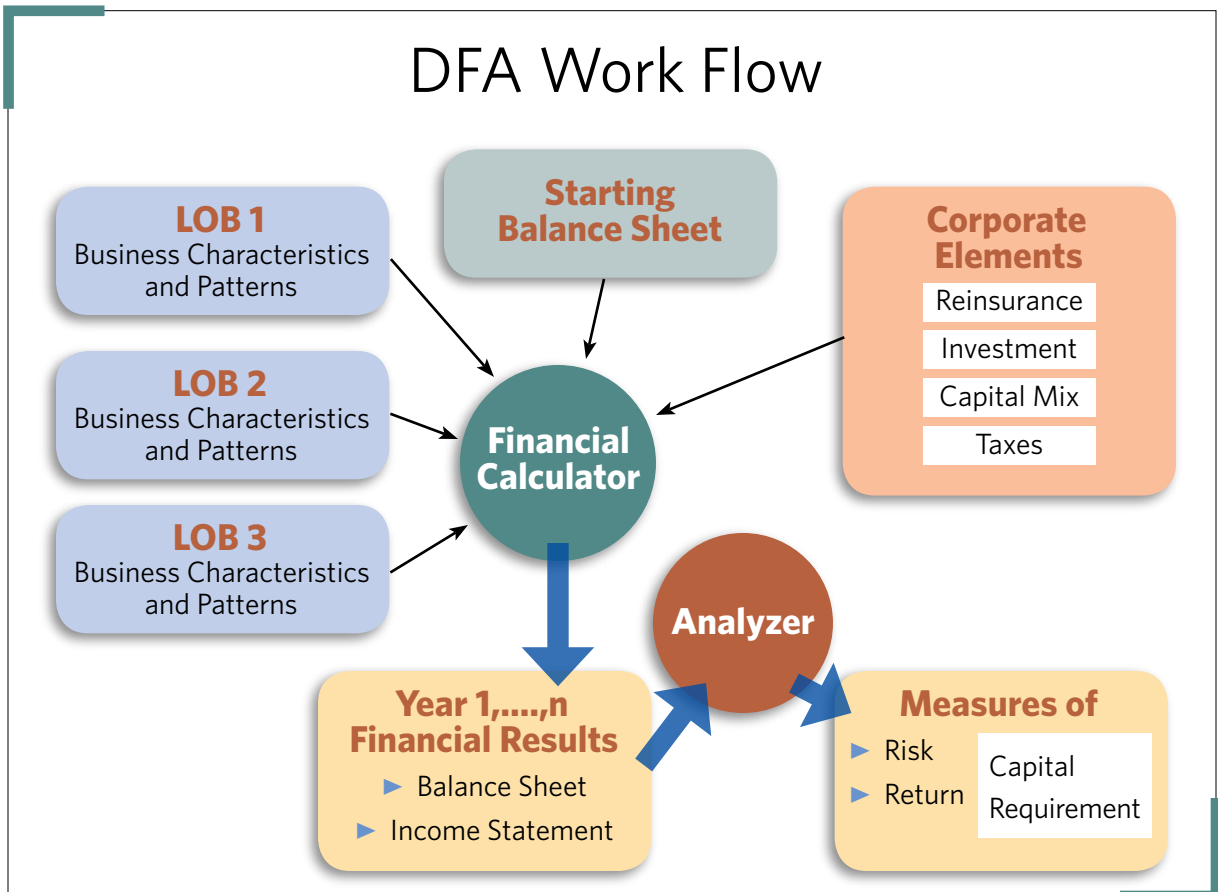 DFA Work Flow
LOB 1
Business Characteristics
and Patterns
Starting
Balance Sheet
Corporate
Elements
Reinsurance
Investment
Capital Mix
Taxes
LOB 2
Business Characteristics
and Patterns
Financial
Calculator
LOB 3
Business Characteristics
and Patterns
Analyzer
Year 1,....,n
Financial Results
► Balance Sheet
► Income Statement
Measures of
► Risk
► Return
Capital
Requirement